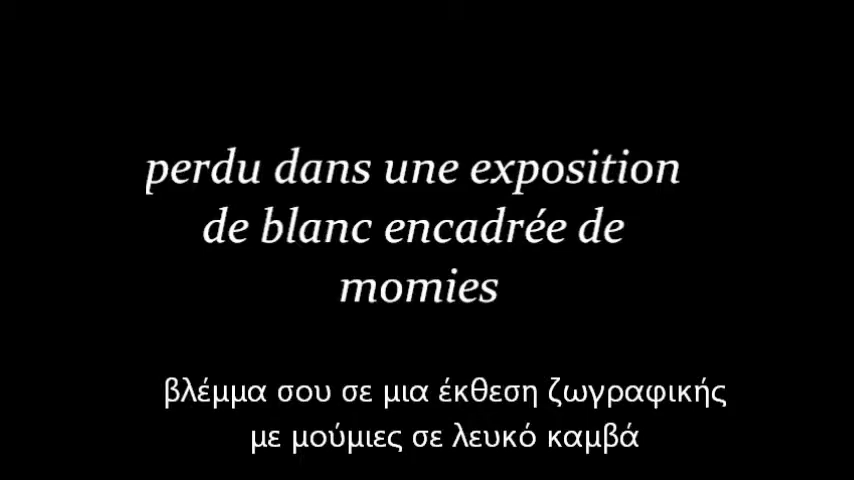 perdu dans une exposition
de blanc encadrée de
momies
βλέμμα σου σε μια έκθεση ζωγραφικής
με μούμιες σε λευκό καμβά